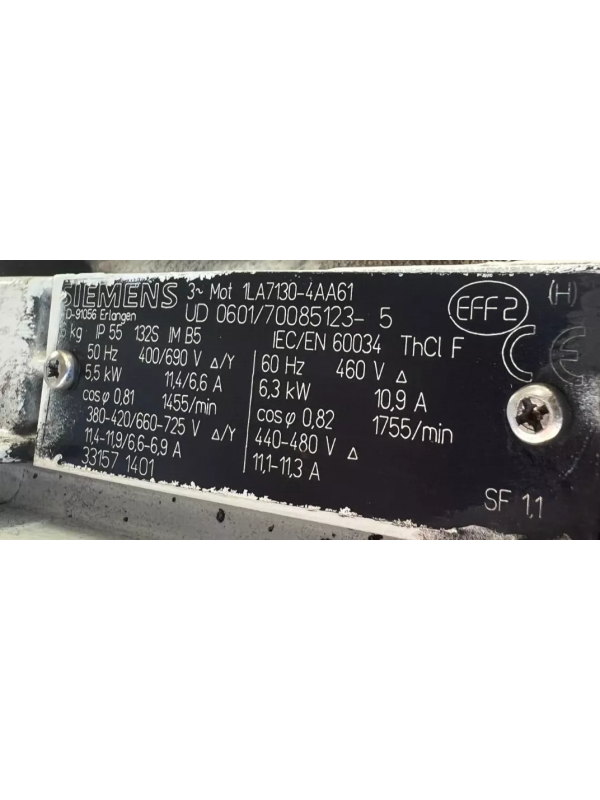 SIEMENS 3~ Mot 1LA7130-4AA61
D-91056 Erlangen UD 0601/70085123- 5
EFF2 (H)
kg IP 55 132S IM B5 IEC/EN 60034 ThCl F
CE
50 Hz 400/690 V Δ/Y 60 Hz 460 V Δ
5,5 kW 11,4/6,6 A 6,3 kW 10,9 A
cos φ 0,81 1455/min cos φ 0,82 1755/min
380-420/660-725 V Δ/Y 440-480 V Δ
11,4-11,9/6,6-6,9 A 11,1-11,3 A
33157 1401
SF 1,1